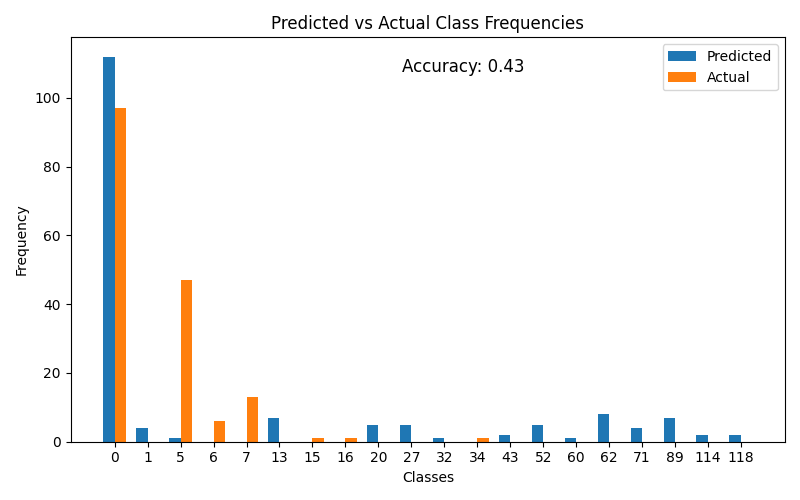 Predicted vs Actual Class Frequencies
Accuracy: 0.43
Predicted
Actual
Frequency
100
80
60
40
20
0
0 1 5 6 7 13 15 16 20 27 32 34 43 52 60 62 71 89 114 118
Classes